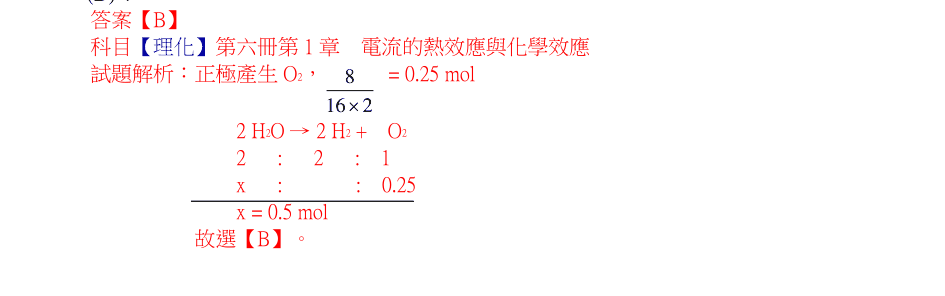 答案【B】
科目【理化】第六冊第 1 章　電流的熱效應與化學效應
試題解析：正極產生 O2，8/16×2 = 0.25 mol
2 H2O → 2 H2 +　O2
2　:　2　:　1
x　:　　:　0.25
x = 0.5 mol
故選【B】。